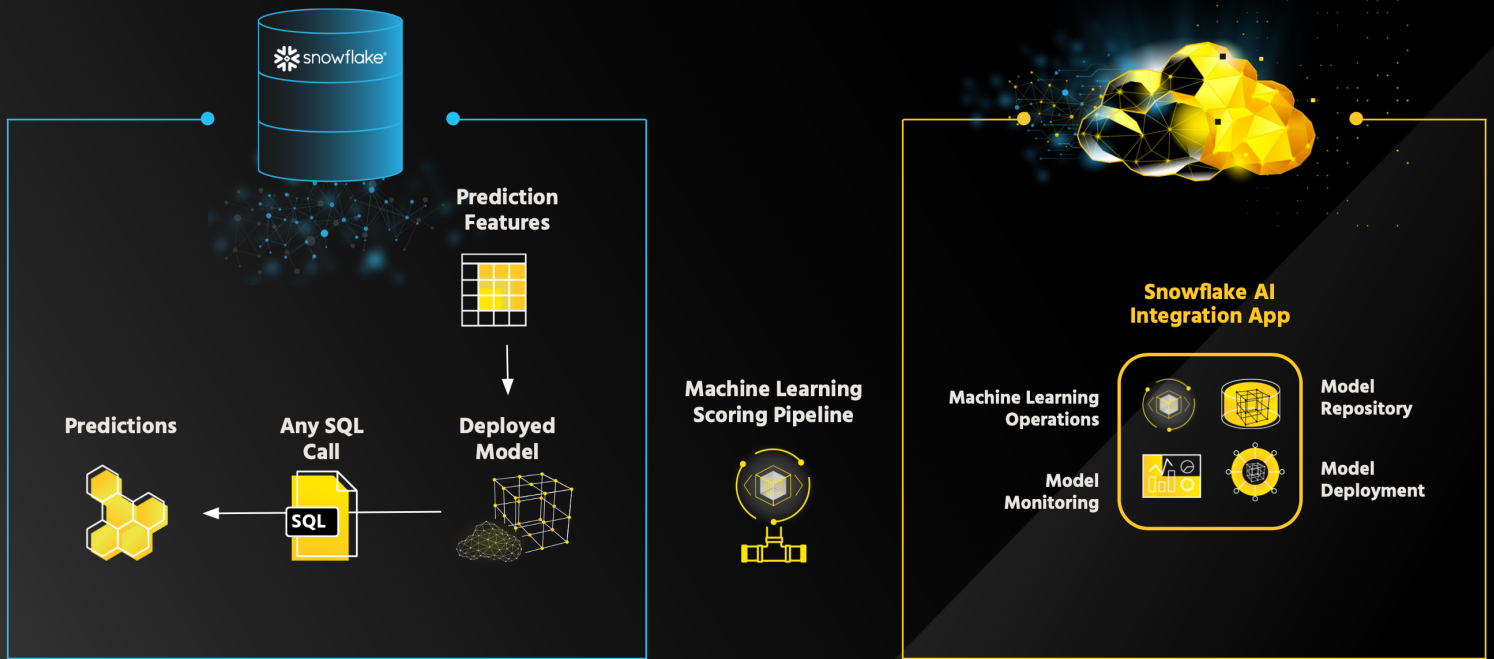 snowflake®
Prediction
Features
Predictions
Any SQL
Call
SQL
Deployed
Model
Machine Learning
Scoring Pipeline
Snowflake AI
Integration App
Machine Learning
Operations
Model
Repository
Model
Monitoring
Model
Deployment